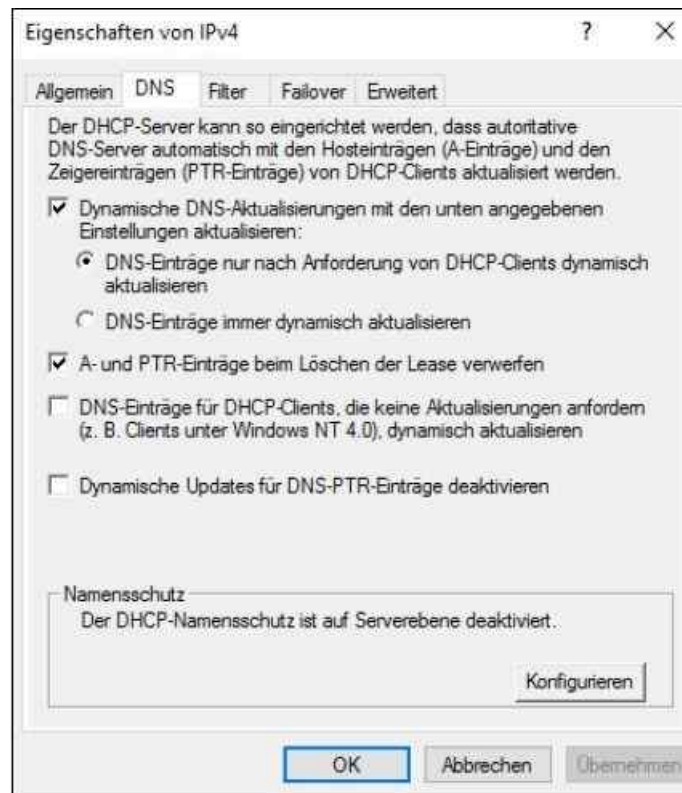 Eigenschaften von IPv4
Allgemein DNS Filter Failover Erweitert
Der DHCP-Server kann so eingerichtet werden, dass autoritative
DNS-Server automatisch mit den Hosteinträgen (A-Einträge) und den
Zeigereinträgen (PTR-Einträge) von DHCP-Clients aktualisiert werden.
Dynamische DNS-Aktualisierungen mit den unten angegebenen
Einstellungen aktualisieren:
DNS-Einträge nur nach Anforderung von DHCP-Clients dynamisch
aktualisieren
DNS-Einträge immer dynamisch aktualisieren
A- und PTR-Einträge beim Löschen der Lease verwerfen
DNS-Einträge für DHCP-Clients, die keine Aktualisierungen anfordern
(z. B. Clients unter Windows NT 4.0), dynamisch aktualisieren
Dynamische Updates für DNS-PTR-Einträge deaktivieren
Namensschutz
Der DHCP-Namensschutz ist auf Serverebene deaktiviert.
Konfigurieren
OK Abbrechen Übernehmen